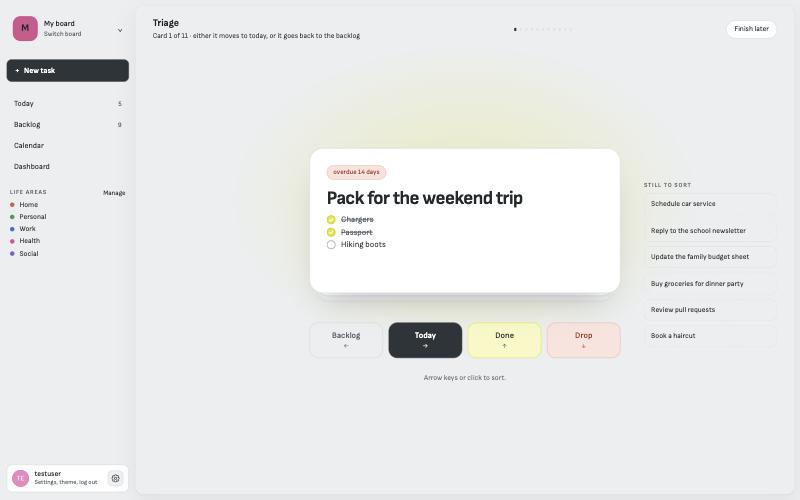 M
My board
Switch board
+ New task
Today 5
Backlog 9
Calendar
Dashboard
LIFE AREAS Manage
Home
Personal
Work
Health
Social
TE
testuser
Settings, theme, log out
Triage
Card 1 of 11 · either it moves to today, or it goes back to the backlog
Finish later
overdue 14 days
Pack for the weekend trip
Chargers
Passport
Hiking boots
Backlog
←
Today
→
Done
↑
Drop
↓
Arrow keys or click to sort.
STILL TO SORT
Schedule car service
Reply to the school newsletter
Update the family budget sheet
Buy groceries for dinner party
Review pull requests
Book a haircut